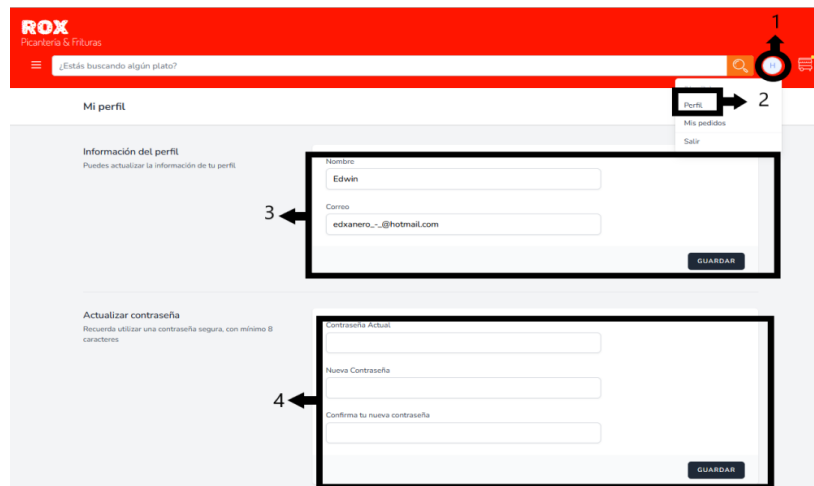 ROX
Picantería & Frituras
1
¿Estás buscando algún plato?
H
Mi perfil
Perfil
2
Mis pedidos
Salir
Información del perfil
Puedes actualizar la información de tu perfil
Nombre
Edwin
Correo
edxanero_-_@hotmail.com
3
GUARDAR
Actualizar contraseña
Recuerda utilizar una contraseña segura, con mínimo 8
caracteres
Contraseña Actual
Nueva Contraseña
4
Confirma tu nueva contraseña
GUARDAR